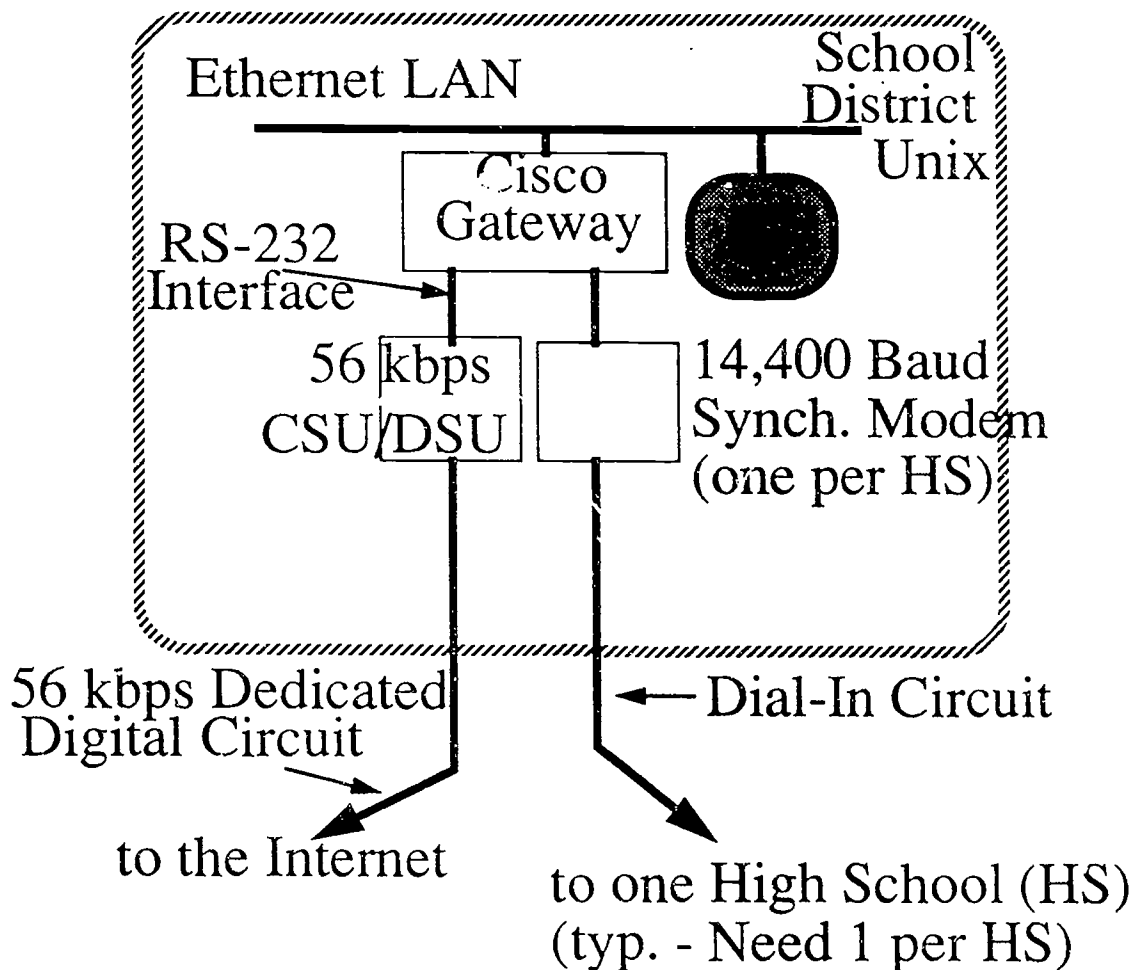 Ethernet LAN
School
District
Unix
Cisco
Gateway
RS-232
Interface
56 kbps
CSU/DSU
14,400 Baud
Synch. Modem
(one per HS)
56 kbps Dedicated
Digital Circuit
Dial-In Circuit
to the Internet
to one High School (HS)
(typ. - Need 1 per HS)